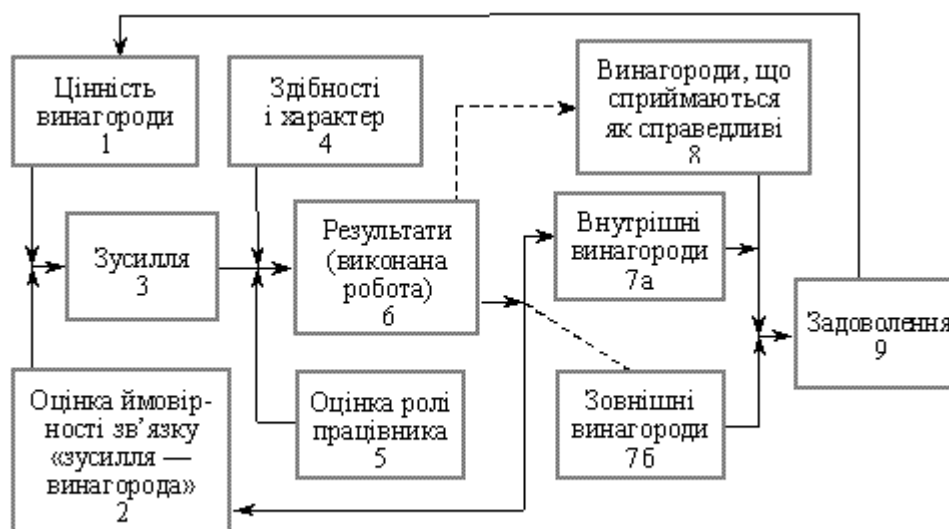 Цінність
винагороди
1
Здібності
і характер
4
Винагороди, що
сприймаються
як справедливі
8
Зусилля
3
Результати
(виконана
робота)
6
Внутрішні
винагороди
7а
Задоволення
9
Оцінка ймовір-
ності зв’язку
«зусилля —
винагорода»
2
Оцінка ролі
працівника
5
Зовнішні
винагороди
7б